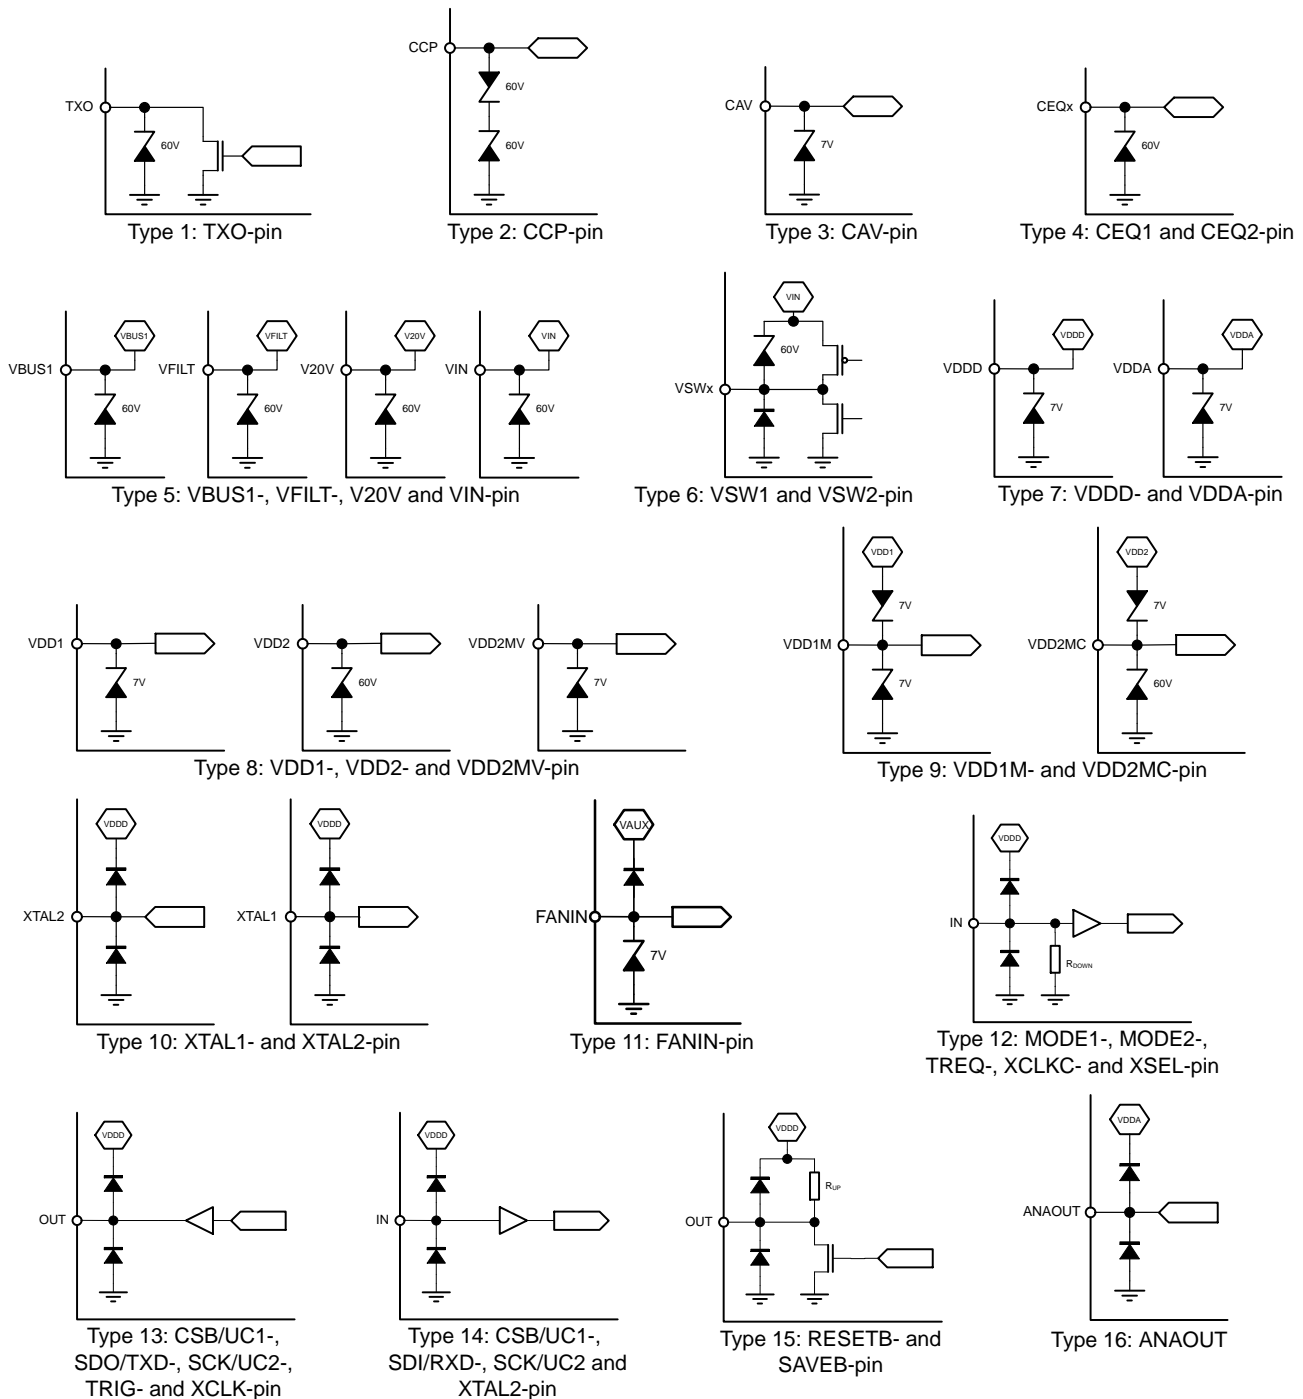 TXO
60V
Type 1: TXO-pin
CCP
60V
60V
Type 2: CCP-pin
CAV
7V
Type 3: CAV-pin
CEQx
60V
Type 4: CEQ1 and CEQ2-pin
VBUS1
VBUS1
60V
VFILT
VFILT
60V
V20V
V20V
60V
VIN
VIN
60V
Type 5: VBUS1-, VFILT-, V20V and VIN-pin
VIN
60V
VSWx
Type 6: VSW1 and VSW2-pin
VDDD
VDDD
7V
VDDA
VDDA
7V
Type 7: VDDD- and VDDA-pin
VDD1
7V
VDD2
60V
VDD2MV
7V
Type 8: VDD1-, VDD2- and VDD2MV-pin
VDD1
7V
VDD1M
7V
VDD2
7V
VDD2MC
60V
Type 9: VDD1M- and VDD2MC-pin
VDDD
XTAL2
VDDD
XTAL1
Type 10: XTAL1- and XTAL2-pin
VAUX
FANIN
7V
Type 11: FANIN-pin
VDDD
IN
RDOWN
Type 12: MODE1-, MODE2-,
TREQ-, XCLKC- and XSEL-pin
VDDD
OUT
Type 13: CSB/UC1-,
SDO/TXD-, SCK/UC2-,
TRIG- and XCLK-pin
VDDD
IN
Type 14: CSB/UC1-,
SDI/RXD-, SCK/UC2 and
XTAL2-pin
VDDD
RUP
OUT
Type 15: RESETB- and
SAVEB-pin
VDDA
ANAOUT
Type 16: ANAOUT